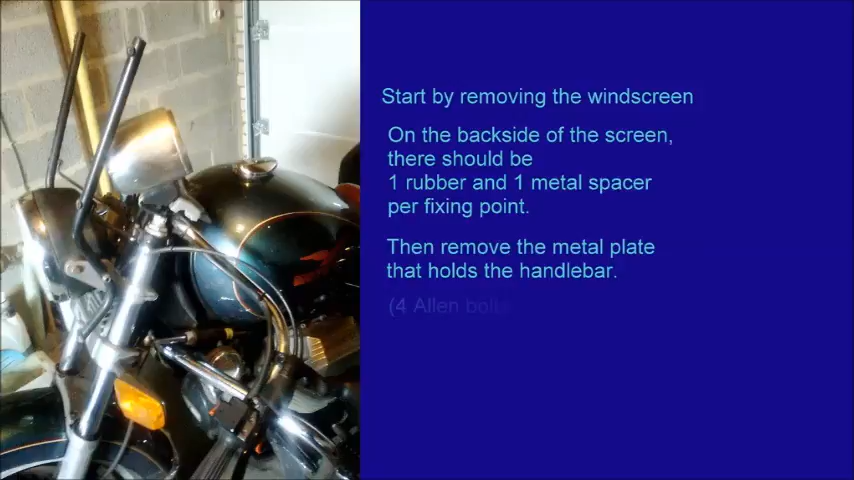 Start by removing the windscreen
On the backside of the screen,
there should be
1 rubber and 1 metal spacer
per fixing point.
Then remove the metal plate
that holds the handlebar.
(4 Allen bolts